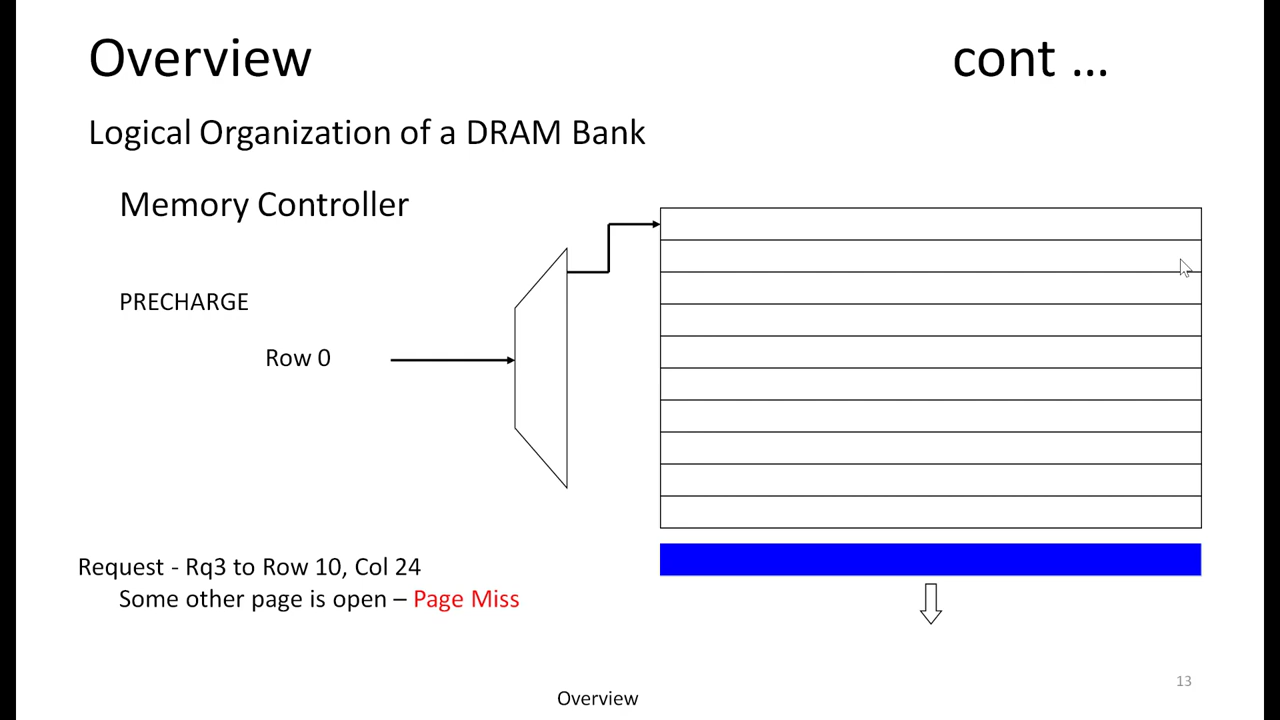 Overview cont ...
Logical Organization of a DRAM Bank
Memory Controller
PRECHARGE
Row 0
Request - Rq3 to Row 10, Col 24
Some other page is open – Page Miss
13
Overview